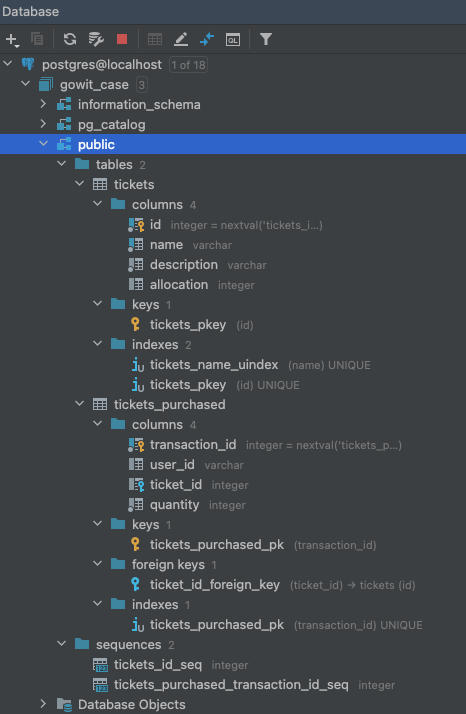 Database
postgres@localhost 1 of 18
gowit_case 3
information_schema
pg_catalog
public
tables 2
tickets
columns 4
id integer = nextval('tickets_i...)
name varchar
description varchar
allocation integer
keys 1
tickets_pkey (id)
indexes 2
tickets_name_uindex (name) UNIQUE
tickets_pkey (id) UNIQUE
tickets_purchased
columns 4
transaction_id integer = nextval('tickets_p...)
user_id varchar
ticket_id integer
quantity integer
keys 1
tickets_purchased_pk (transaction_id)
foreign keys 1
ticket_id_foreign_key (ticket_id) → tickets (id)
indexes 1
tickets_purchased_pk (transaction_id) UNIQUE
sequences 2
tickets_id_seq integer
tickets_purchased_transaction_id_seq integer
Database Objects